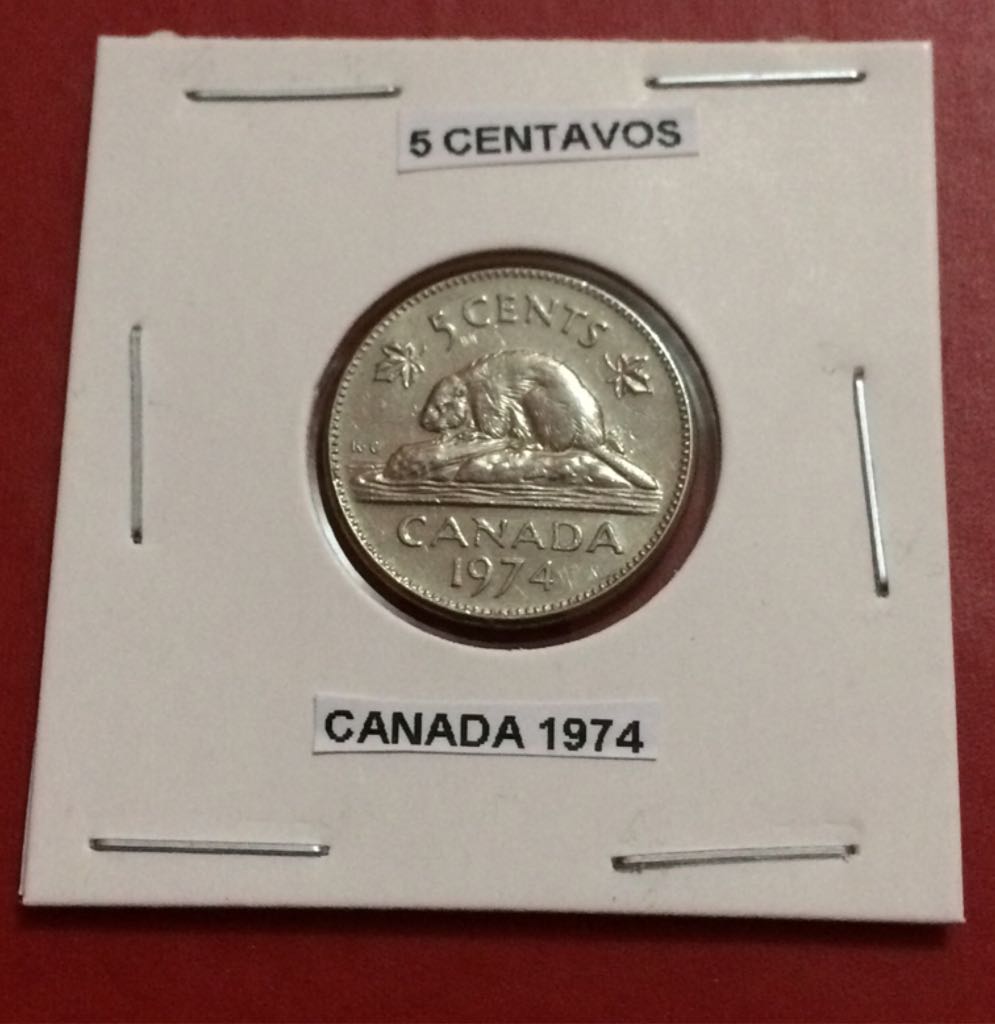 5 CENTAVOS
5 CENTS
K·G
CANADA
1974
CANADA 1974